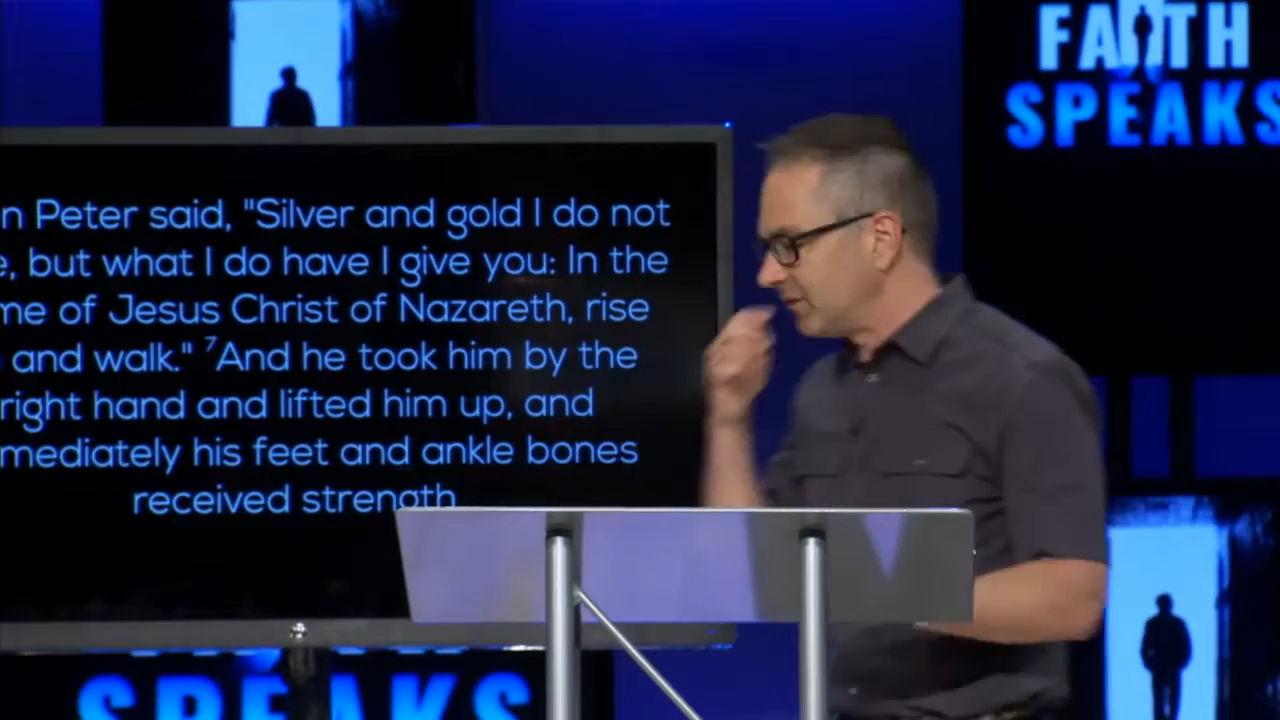 FAITH
SPEAKS
n Peter said, "Silver and gold I do not
e, but what I do have I give you: In the
me of Jesus Christ of Nazareth, rise
and walk." ⁷And he took him by the
right hand and lifted him up, and
mediately his feet and ankle bones
received strength
SPEAKS